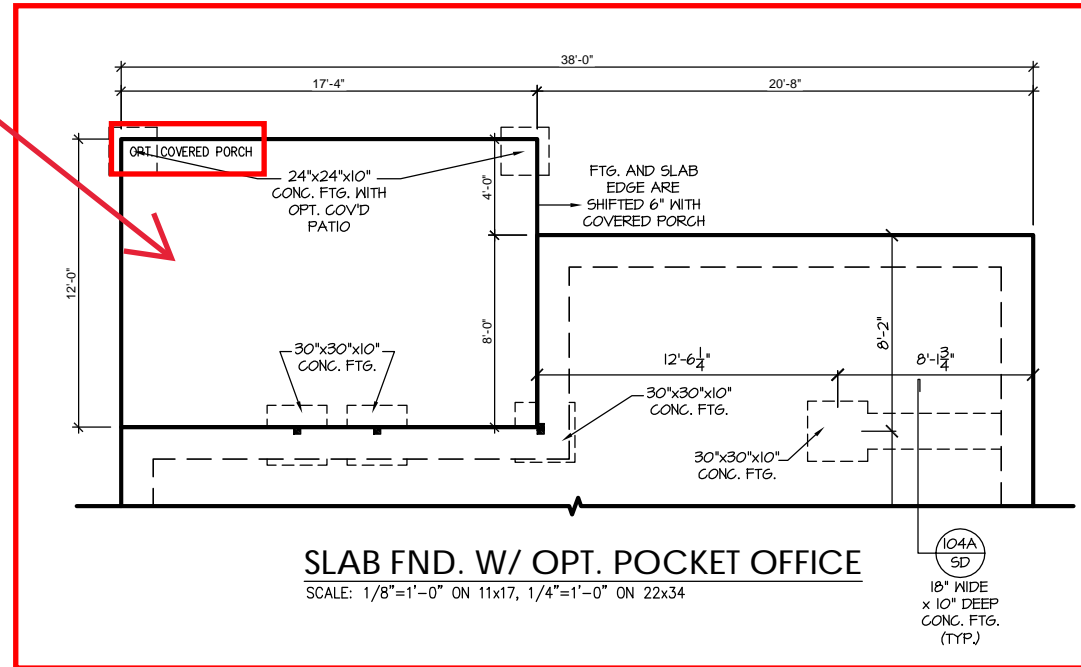 38'-0"
17'-4"
20'-8"
OPT. COVERED PORCH
24"x24"x10"
CONC. FTG. WITH
OPT. COV'D
PATIO
4'-0"
FTG. AND SLAB
EDGE ARE
SHIFTED 6" WITH
COVERED PORCH
12'-0"
8'-0"
30"x30"x10"
CONC. FTG.
12'-6 1/4"
8'-2"
8'-1 3/4"
30"x30"x10"
CONC. FTG.
30"x30"x10"
CONC. FTG.
SLAB FND. W/ OPT. POCKET OFFICE
SCALE: 1/8"=1'-0" ON 11x17, 1/4"=1'-0" ON 22x34
104A
SD
18" WIDE
x 10" DEEP
CONC. FTG.
(TYP.)